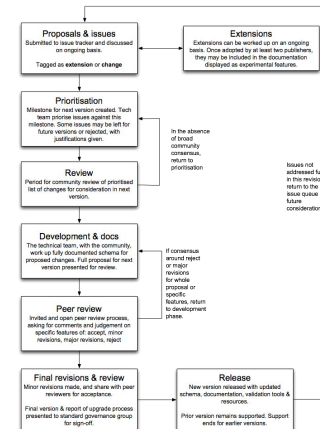 Proposals & issues
Submitted to issue tracker and discussed
on ongoing basis.
Tagged as extension or change
Extensions
Extensions can be worked up on an ongoing
basis. Once adopted by at least two publishers,
they may be included in the documentation
displayed as experimental features.
Prioritisation
Milestone for next version created. Tech
team priorise issues against this
milestone. Some issues may be left for
future versions or rejected, with
justifications given.
In the absence
of broad
community
consensus,
return to
prioritisation
Review
Period for community review of prioritised
list of changes for consideration in next
version.
Issues not
addressed fu
in this revisio
return to the
issue queue
future
consideration
Development & docs
The technical team, with the community,
work up fully documented schema for
proposed changes. Full proposal for next
version presented for review.
If consensus
around reject
or major
revisions
for whole
proposal or
specific
features, return
to development
phase.
Peer review
Invited and open peer review process,
asking for comments and judgement on
specific features of: accept, minor
revisions, major revisions, reject
Final revisions & review
Minor revisions made, and share with peer
reviewers for acceptance.
Final version & report of upgrade process
presented to standard governance group
for sign-off.
Release
New version released with updated
schema, documentation, validation tools &
resources.
Prior version remains supported. Support
ends for earlier versions.